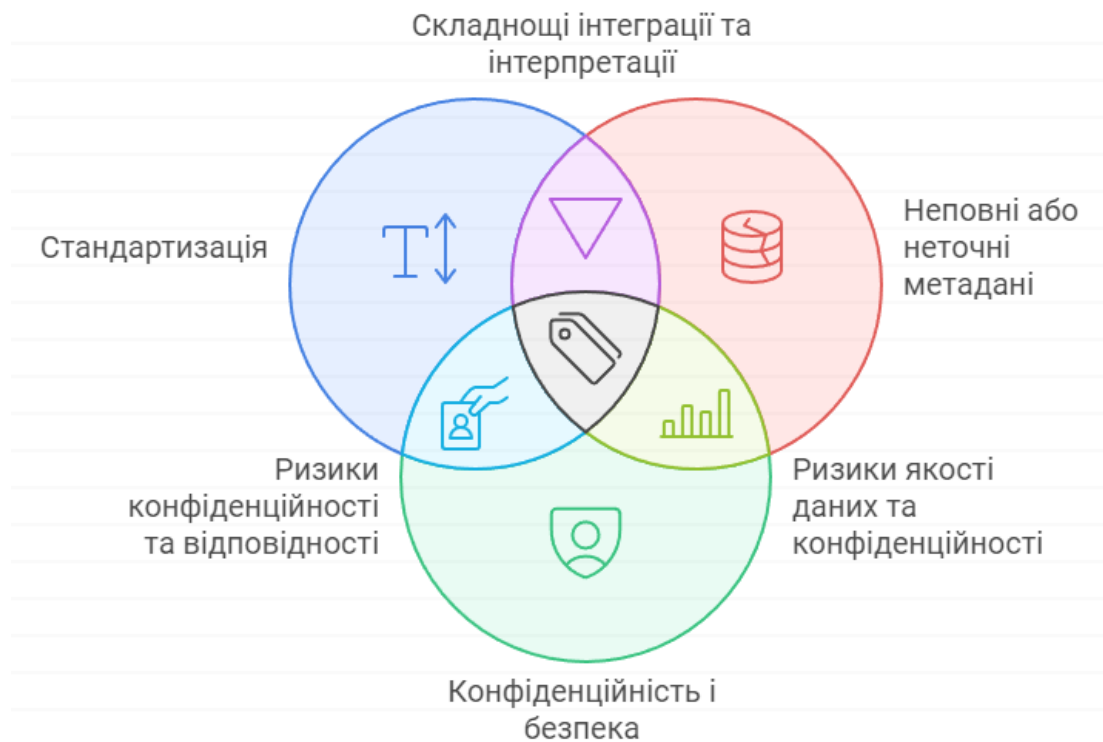 Складнощі інтеграції та
інтерпретації
Стандартизація
Неповні або
неточні
метадані
Ризики
конфіденційності
та відповідності
Ризики якості
даних та
конфіденційності
Конфіденційність і
безпека